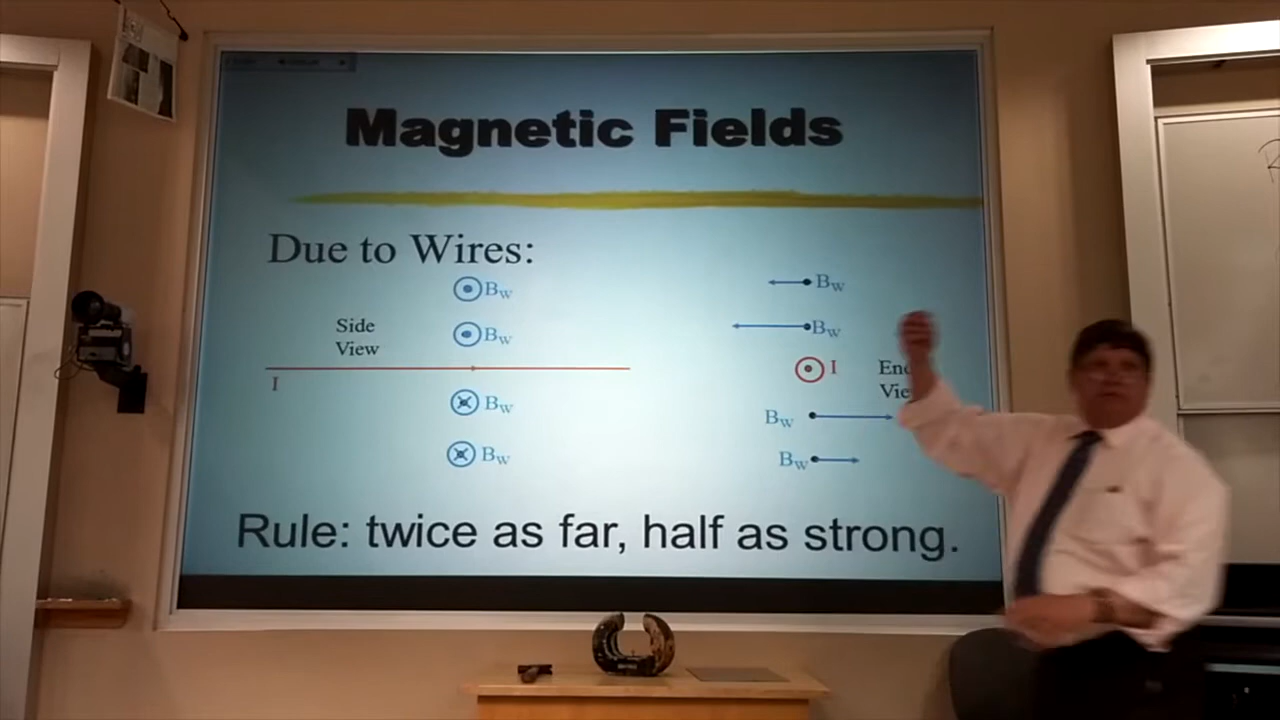 Magnetic Fields
Due to Wires:
B_W
B_W
Side
View
I
B_W
B_W
B_W
B_W
I
B_W
B_W
Rule: twice as far, half as strong.